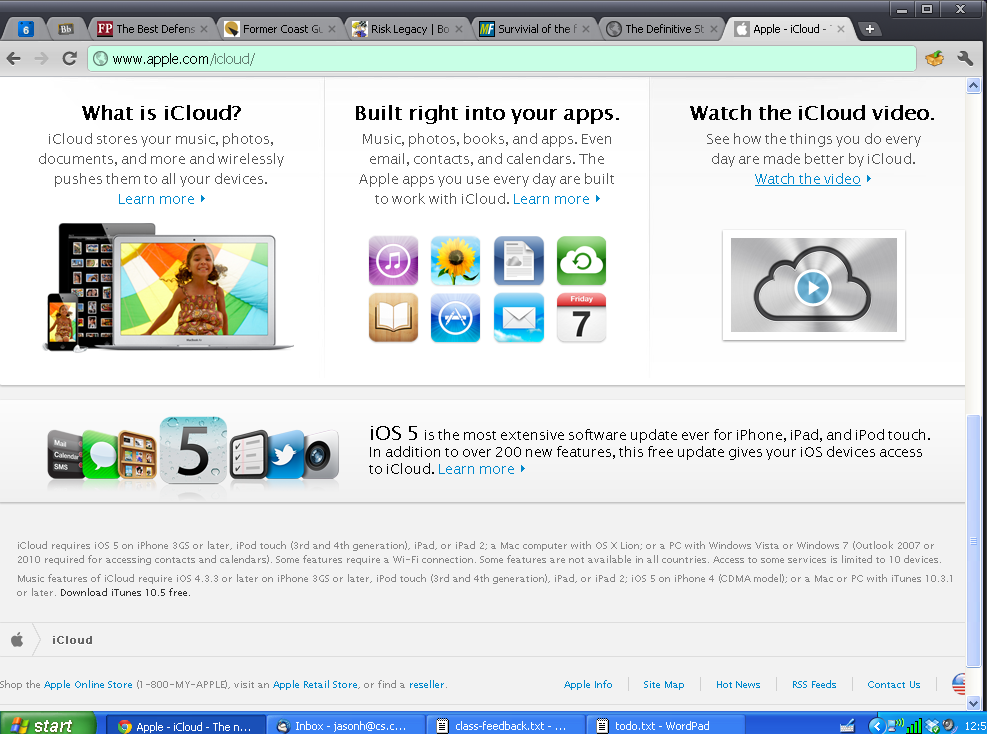 6
Bb
FP The Best Defens
Former Coast Gu
Risk Legacy | Bo
MF Survivial of the f
The Definitive St
Apple - iCloud -
www.apple.com/icloud/
What is iCloud?
iCloud stores your music, photos,
documents, and more and wirelessly
pushes them to all your devices.
Learn more
Built right into your apps.
Music, photos, books, and apps. Even
email, contacts, and calendars. The
Apple apps you use every day are built
to work with iCloud. Learn more
Friday
7
Watch the iCloud video.
See how the things you do every
day are made better by iCloud.
Watch the video
Mail
Calendar
SMS
5
iOS 5 is the most extensive software update ever for iPhone, iPad, and iPod touch.
In addition to over 200 new features, this free update gives your iOS devices access
to iCloud. Learn more
iCloud requires iOS 5 on iPhone 3GS or later, iPod touch (3rd and 4th generation), iPad, or iPad 2; a Mac computer with OS X Lion; or a PC with Windows Vista or Windows 7 (Outlook 2007 or
2010 required for accessing contacts and calendars). Some features require a Wi-Fi connection. Some features are not available in all countries. Access to some services is limited to 10 devices.
Music features of iCloud require iOS 4.3.3 or later on iPhone 3GS or later, iPod touch (3rd and 4th generation), iPad, or iPad 2; iOS 5 on iPhone 4 (CDMA model); or a Mac or PC with iTunes 10.3.1
or later. Download iTunes 10.5 free.
iCloud
Shop the Apple Online Store (1-800-MY-APPLE), visit an Apple Retail Store, or find a reseller.
Apple Info
Site Map
Hot News
RSS Feeds
Contact Us
start
Apple - iCloud - The n...
Inbox - jasonh@cs.c...
class-feedback.txt - ...
todo.txt - WordPad
12:5